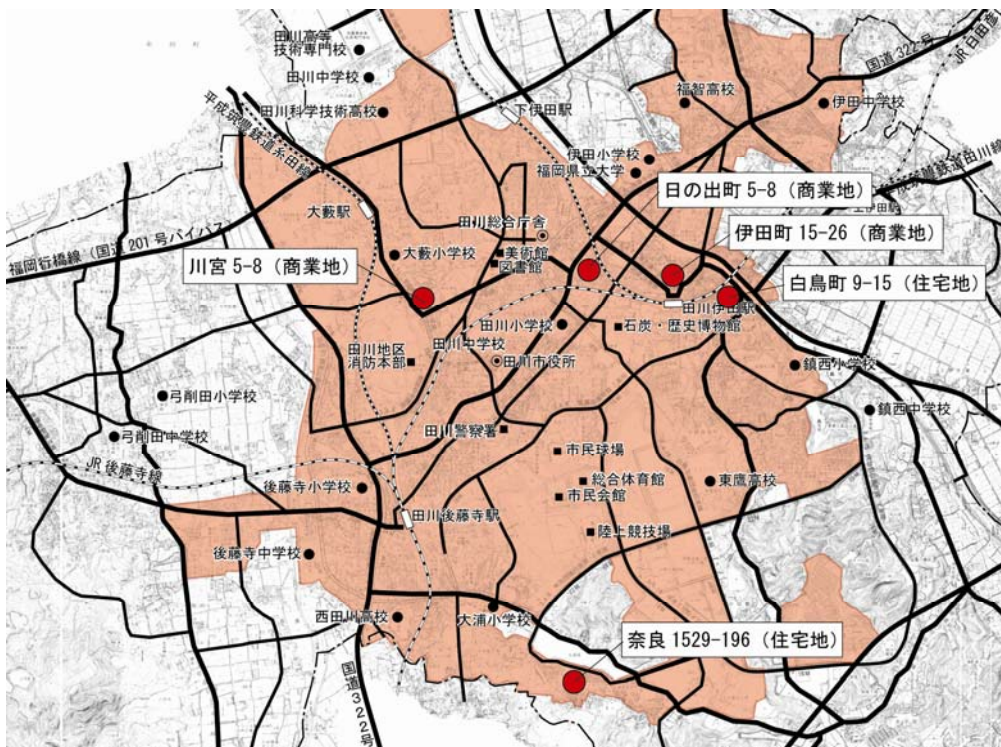 田川高等
技術専門校
田川中学校
田川科学技術高校
平成筑豊鉄道糸田線
下伊田駅
福智高校
国道322号
伊田中学校
伊田小学校
福岡県立大学
日の出町 5-8（商業地）
伊田町 15-26（商業地）
白鳥町 9-15（住宅地）
大藪駅
田川総合庁舎
福岡行橋線（国道201号バイパス
川宮 5-8（商業地）
大藪小学校
美術館
図書館
田川伊田駅
田川小学校
石炭・歴史博物館
田川中学校
田川地区
消防本部
田川市役所
鎮西小学校
弓削田小学校
鎮西中学校
弓削田中学校
田川警察署
市民球場
JR後藤寺線
総合体育館
東鷹高校
後藤寺小学校
市民会館
田川後藤寺駅
陸上競技場
後藤寺中学校
西田川高校
大浦小学校
奈良 1529-196（住宅地）
国道322号